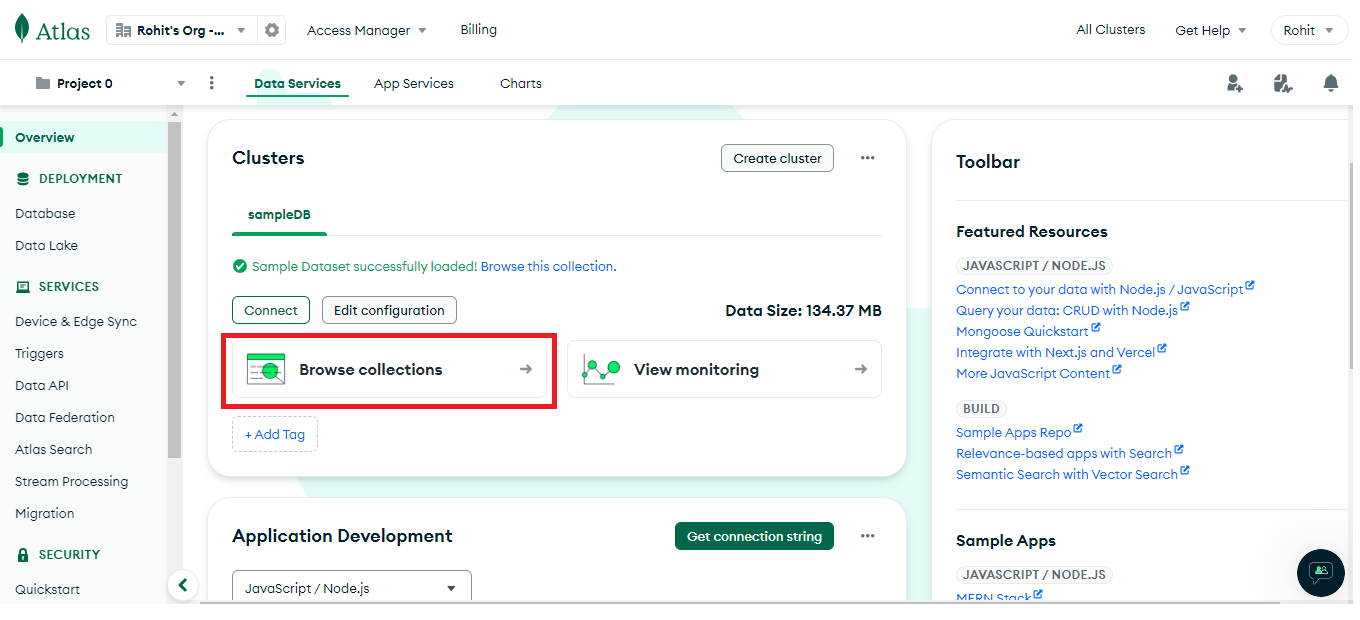 Atlas
Rohit's Org -...
Access Manager
Billing
All Clusters
Get Help
Rohit
Project 0
Data Services
App Services
Charts
Overview
DEPLOYMENT
Database
Data Lake
SERVICES
Device & Edge Sync
Triggers
Data API
Data Federation
Atlas Search
Stream Processing
Migration
SECURITY
Quickstart
Clusters
Create cluster
sampleDB
Sample Dataset successfully loaded! Browse this collection.
Connect
Edit configuration
Data Size: 134.37 MB
Browse collections
View monitoring
+ Add Tag
Application Development
Get connection string
JavaScript / Node.js
Toolbar
Featured Resources
JAVASCRIPT / NODE.JS
Connect to your data with Node.js / JavaScript
Query your data: CRUD with Node.js
Mongoose Quickstart
Integrate with Next.js and Vercel
More JavaScript Content
BUILD
Sample Apps Repo
Relevance-based apps with Search
Semantic Search with Vector Search
Sample Apps
JAVASCRIPT / NODE.JS
MERN Stack